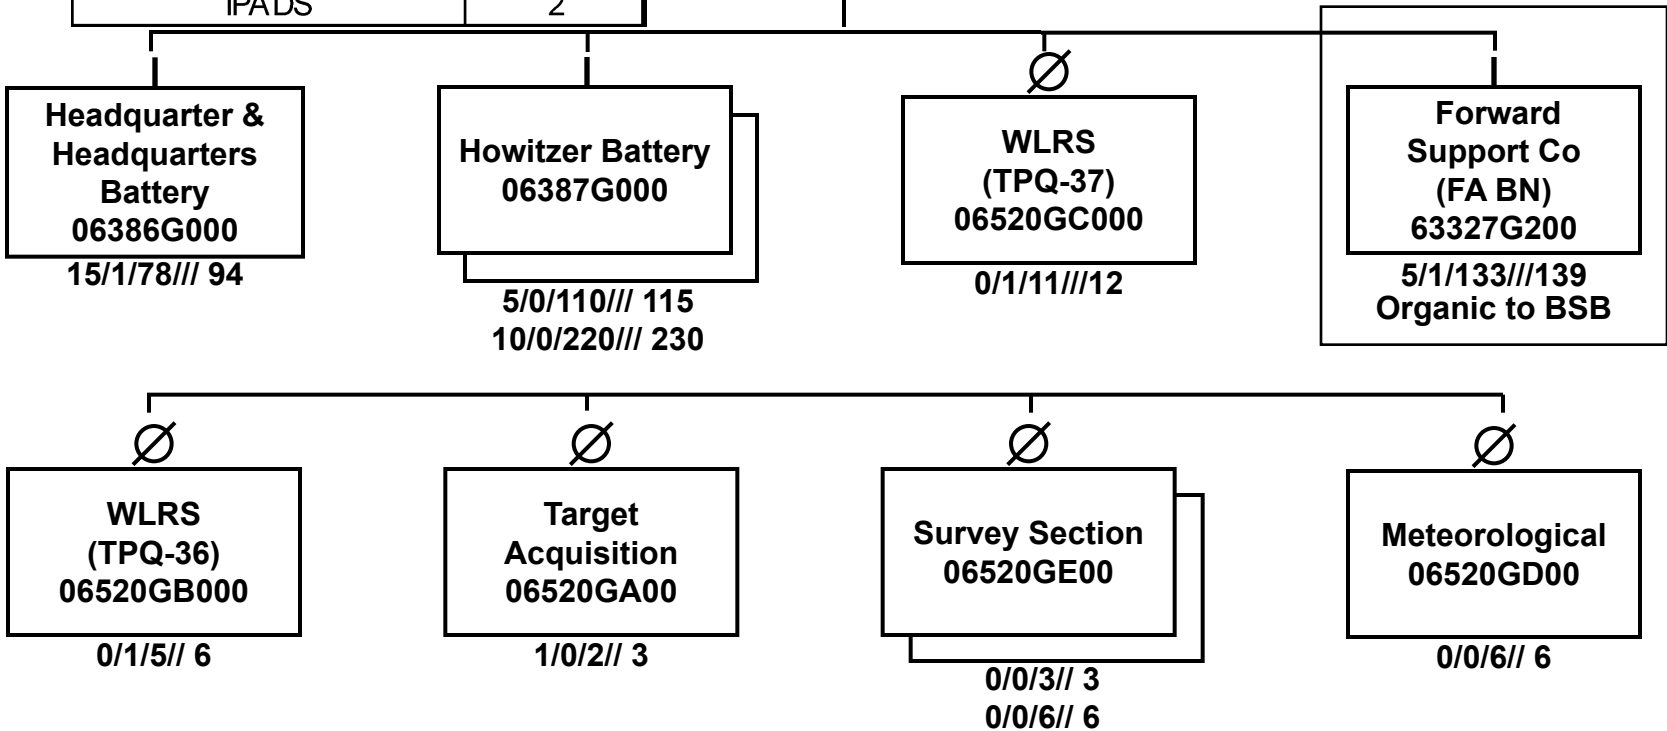 IPADS 2
Headquarter &
Headquarters
Battery
06386G000
15/1/78/// 94
Howitzer Battery
06387G000
5/0/110/// 115
10/0/220/// 230
WLRS
(TPQ-37)
06520GC000
0/1/11///12
Forward
Support Co
(FA BN)
63327G200
5/1/133///139
Organic to BSB
WLRS
(TPQ-36)
06520GB000
0/1/5// 6
Target
Acquisition
06520GA00
1/0/2// 3
Survey Section
06520GE00
0/0/3// 3
0/0/6// 6
Meteorological
06520GD00
0/0/6// 6